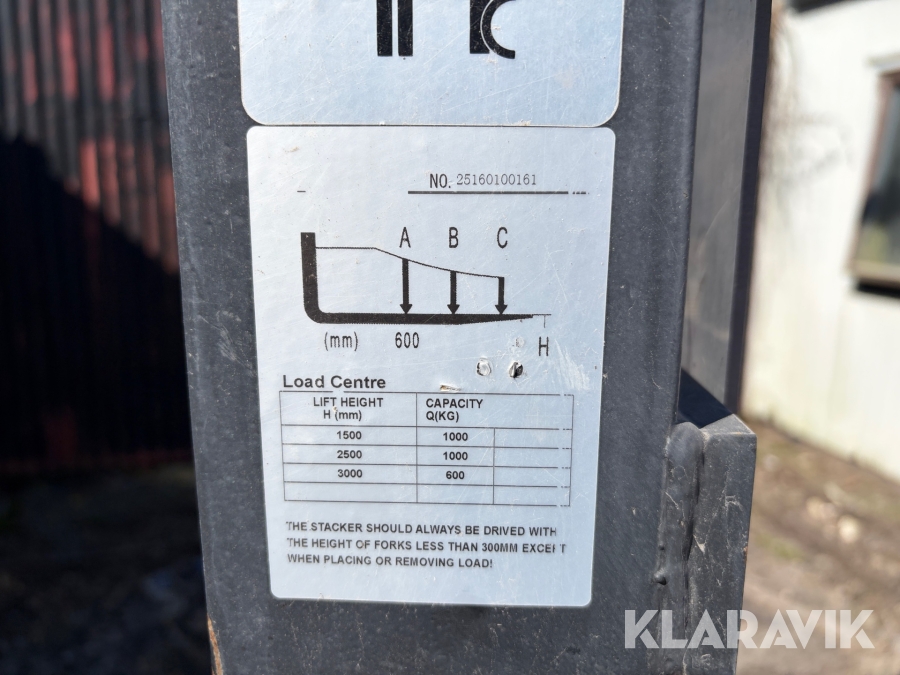 NO. 25160100161
A B C
(mm) 600 H
Load Centre
LIFT HEIGHT H (mm) CAPACITY Q(KG)
1500 1000
2500 1000
3000 600
THE STACKER SHOULD ALWAYS BE DRIVED WITH
THE HEIGHT OF FORKS LESS THAN 300MM EXCEPT
WHEN PLACING OR REMOVING LOAD!
KLARAVIK